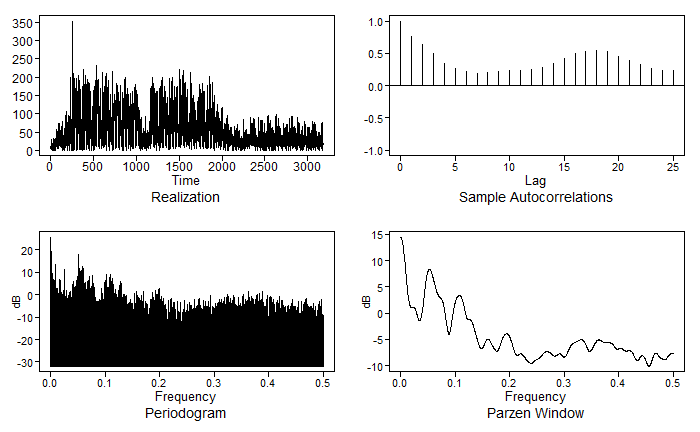 350
300
250
200
150
100
50
0
0 500 1000 1500 2000 2500 3000
Time
Realization
1.0
0.5
0.0
-0.5
-1.0
0 5 10 15 20 25
Lag
Sample Autocorrelations
20
10
0
-10
-20
-30
dB
0.0 0.1 0.2 0.3 0.4 0.5
Frequency
Periodogram
15
10
5
0
-5
-10
dB
0.0 0.1 0.2 0.3 0.4 0.5
Frequency
Parzen Window